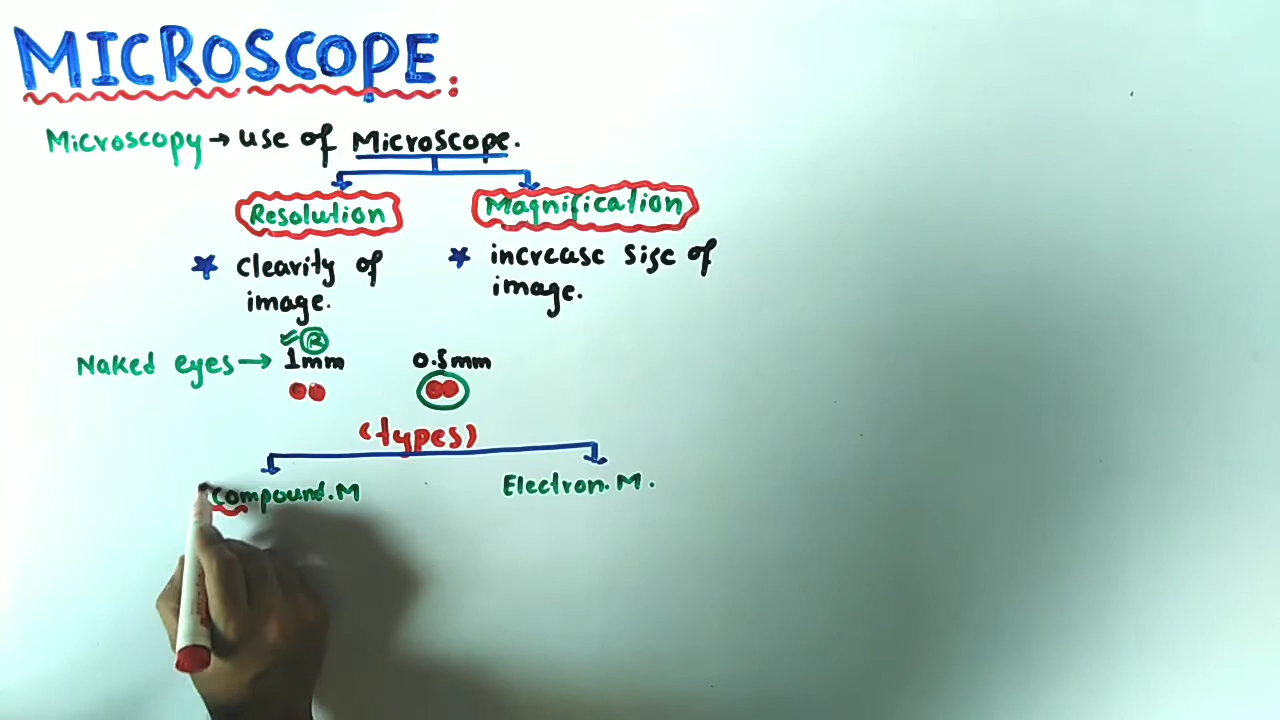 MICROSCOPE:
Microscopy → use of Microscope.
Resolution Magnification
★ clearity of ★ increase size of
image. image.
R
Naked eyes → 1mm 0.5mm
(types)
Compound.M Electron.M.